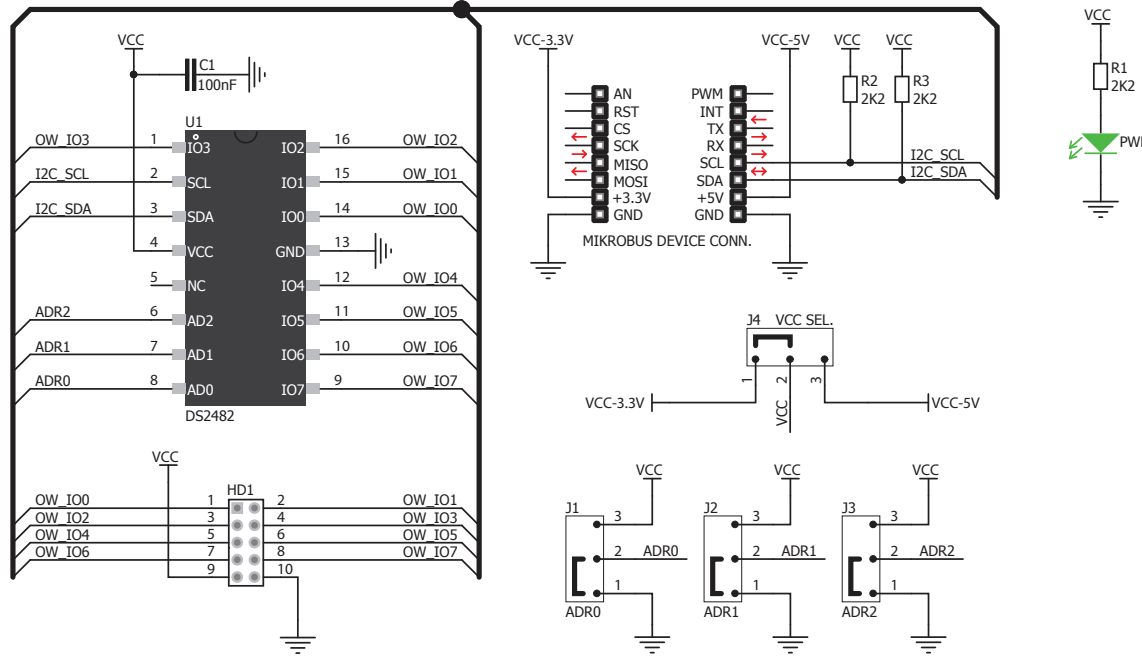 VCC
C1
100nF
U1
OW_IO3 1 IO3 IO2 16 OW_IO2
I2C_SCL 2 SCL IO1 15 OW_IO1
I2C_SDA 3 SDA IO0 14 OW_IO0
4 VCC GND 13
5 NC IO4 12 OW_IO4
ADR2 6 AD2 IO5 11 OW_IO5
ADR1 7 AD1 IO6 10 OW_IO6
ADR0 8 AD0 IO7 9 OW_IO7
DS2482
VCC
HD1
OW_IO0 1 2 OW_IO1
OW_IO2 3 4 OW_IO3
OW_IO4 5 6 OW_IO5
OW_IO6 7 8 OW_IO7
9 10
VCC-3.3V VCC-5V VCC VCC
R2
2K2
R3
2K2
AN PWM
RST INT
CS TX
SCK RX
MISO SCL I2C_SCL
MOSI SDA I2C_SDA
+3.3V +5V
GND GND
MIKROBUS DEVICE CONN.
VCC
R1
2K2
J4 VCC SEL.
1 2 3
VCC-3.3V VCC VCC-5V
VCC VCC VCC
J1 J2 J3
3 3 3
2 ADR0 2 ADR1 2 ADR2
1 1 1
ADR0 ADR1 ADR2